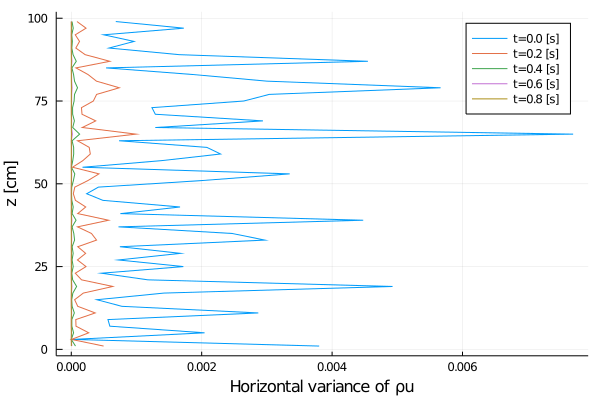 100
75
50
25
0
z [cm]
0.000
0.002
0.004
0.006
Horizontal variance of ρu
t=0.0 [s]
t=0.2 [s]
t=0.4 [s]
t=0.6 [s]
t=0.8 [s]